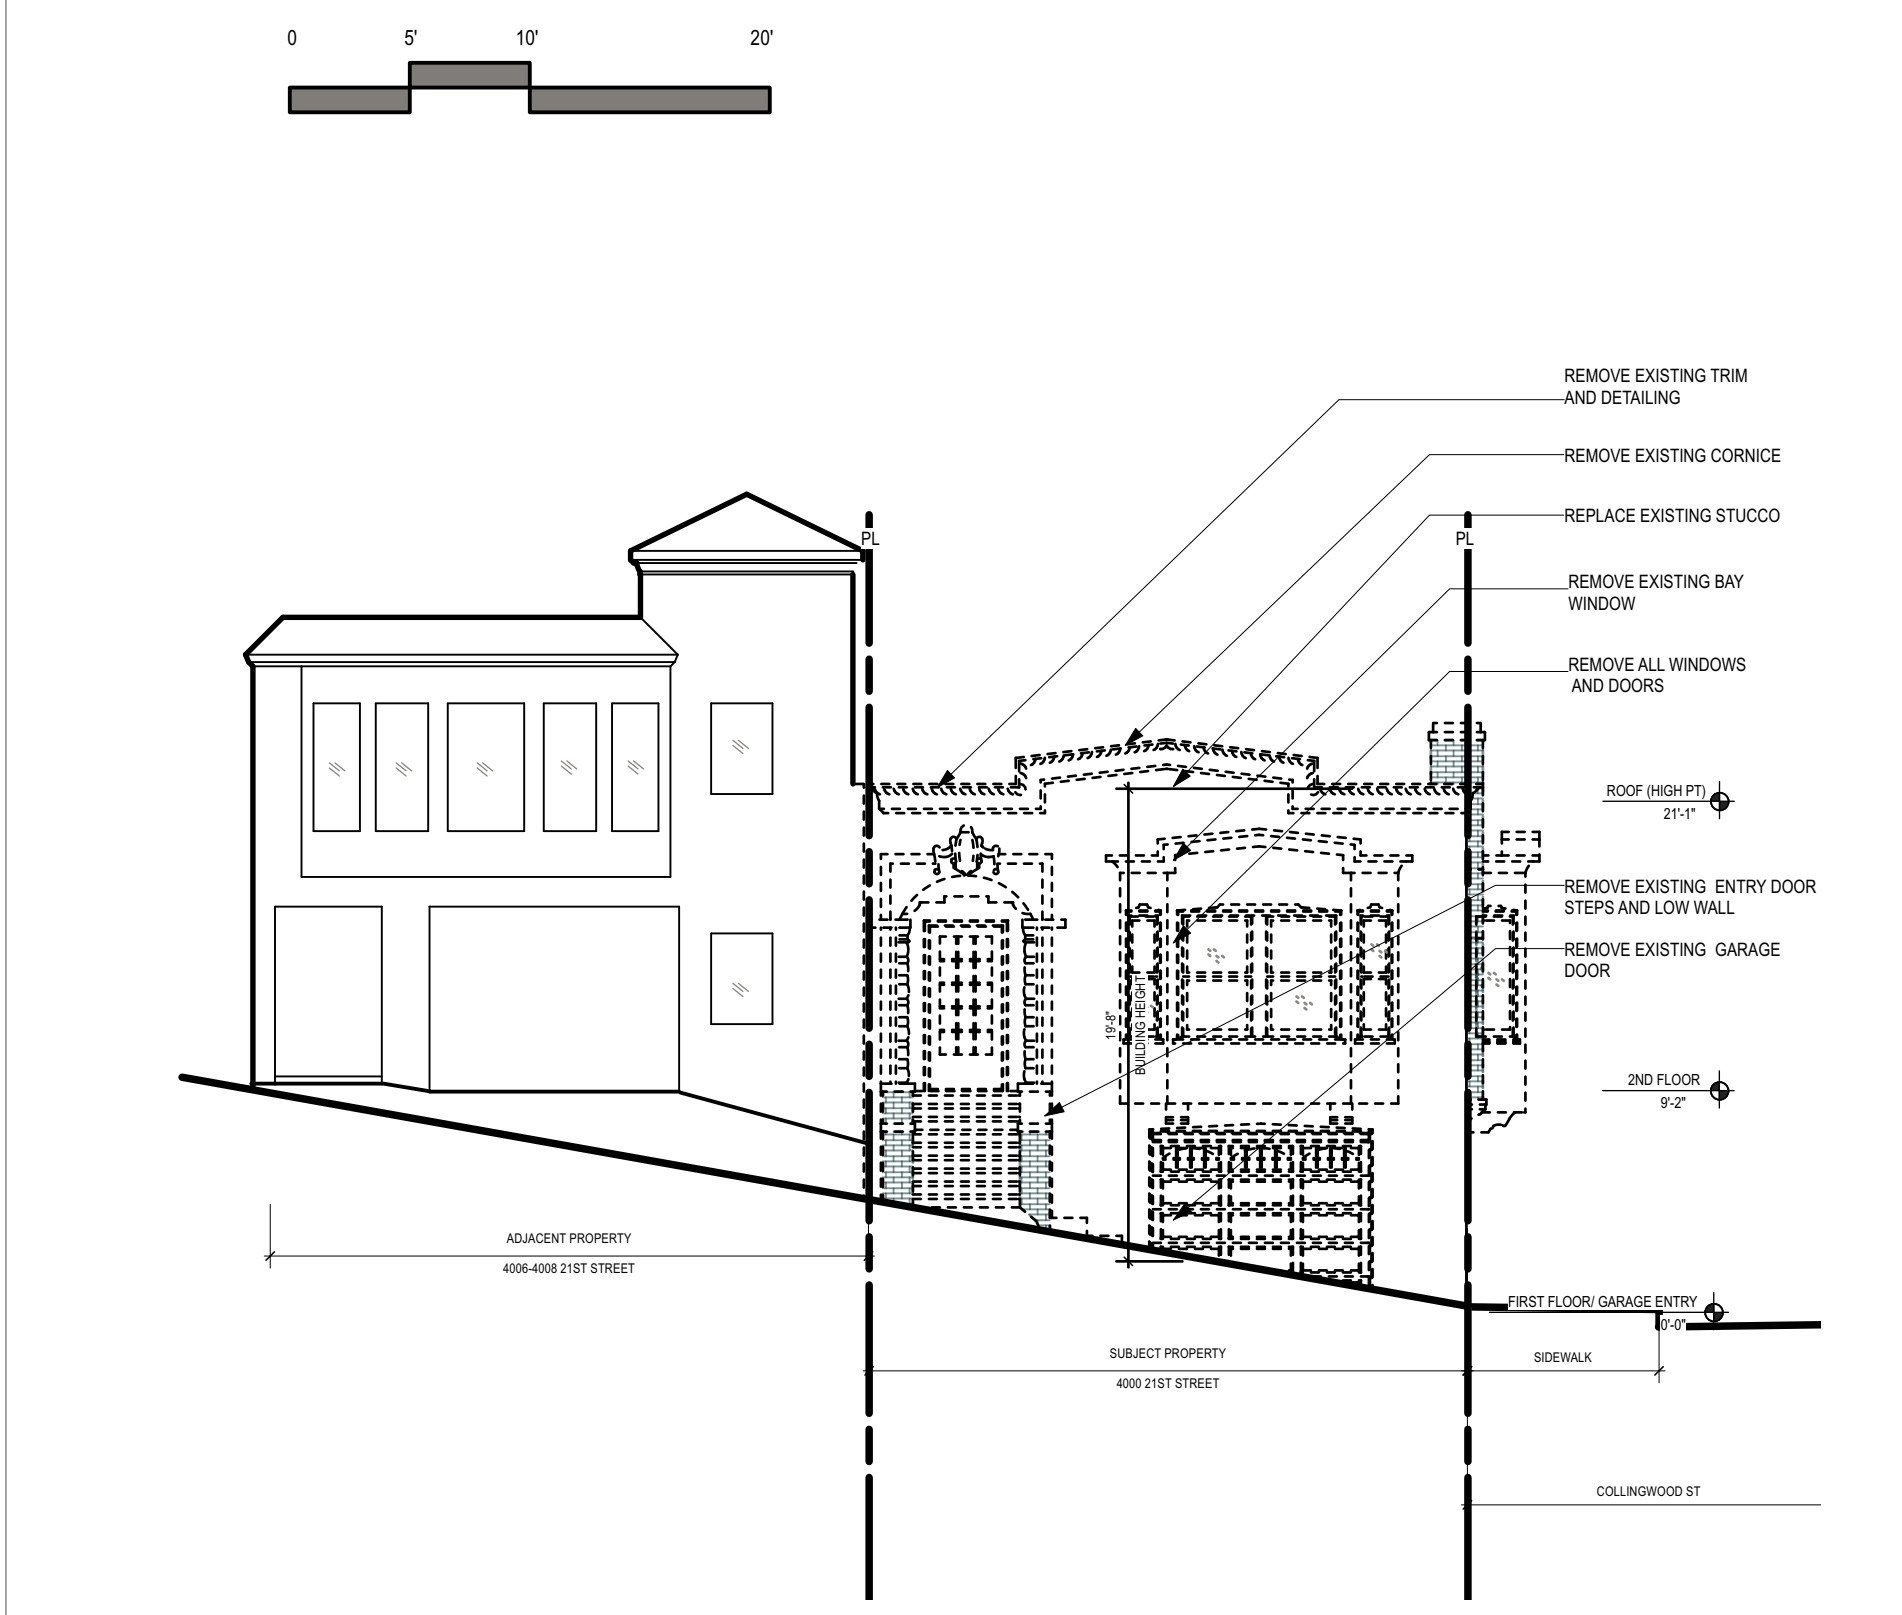 0 5' 10' 20'
REMOVE EXISTING TRIM
AND DETAILING
REMOVE EXISTING CORNICE
REPLACE EXISTING STUCCO
PL
PL
REMOVE EXISTING BAY
WINDOW
REMOVE ALL WINDOWS
AND DOORS
ROOF (HIGH PT)
21'-1"
REMOVE EXISTING ENTRY DOOR
STEPS AND LOW WALL
REMOVE EXISTING GARAGE
DOOR
19'-8"
BUILDING HEIGHT
2ND FLOOR
9'-2"
ADJACENT PROPERTY
4006-4008 21ST STREET
FIRST FLOOR/ GARAGE ENTRY
0'-0"
SUBJECT PROPERTY
4000 21ST STREET
SIDEWALK
COLLINGWOOD ST